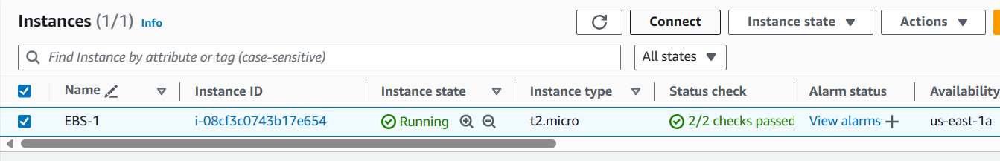 Instances (1/1) Info Connect Instance state Actions
Find Instance by attribute or tag (case-sensitive) All states
Name Instance ID Instance state Instance type Status check Alarm status Availability
EBS-1 i-08cf3c0743b17e654 Running t2.micro 2/2 checks passed View alarms us-east-1a